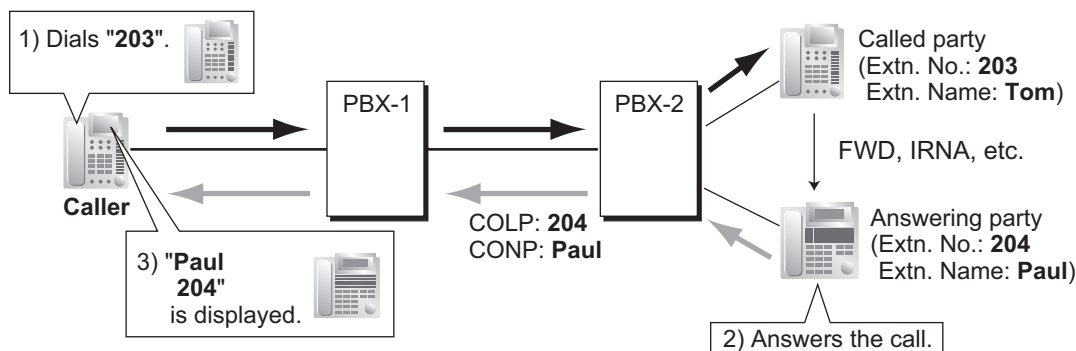 1) Dials "203".
PBX-1
PBX-2
Called party
(Extn. No.: 203
Extn. Name: Tom)
FWD, IRNA, etc.
Caller
COLP: 204
CONP: Paul
Answering party
(Extn. No.: 204
Extn. Name: Paul)
3) "Paul
204"
is displayed.
2) Answers the call.